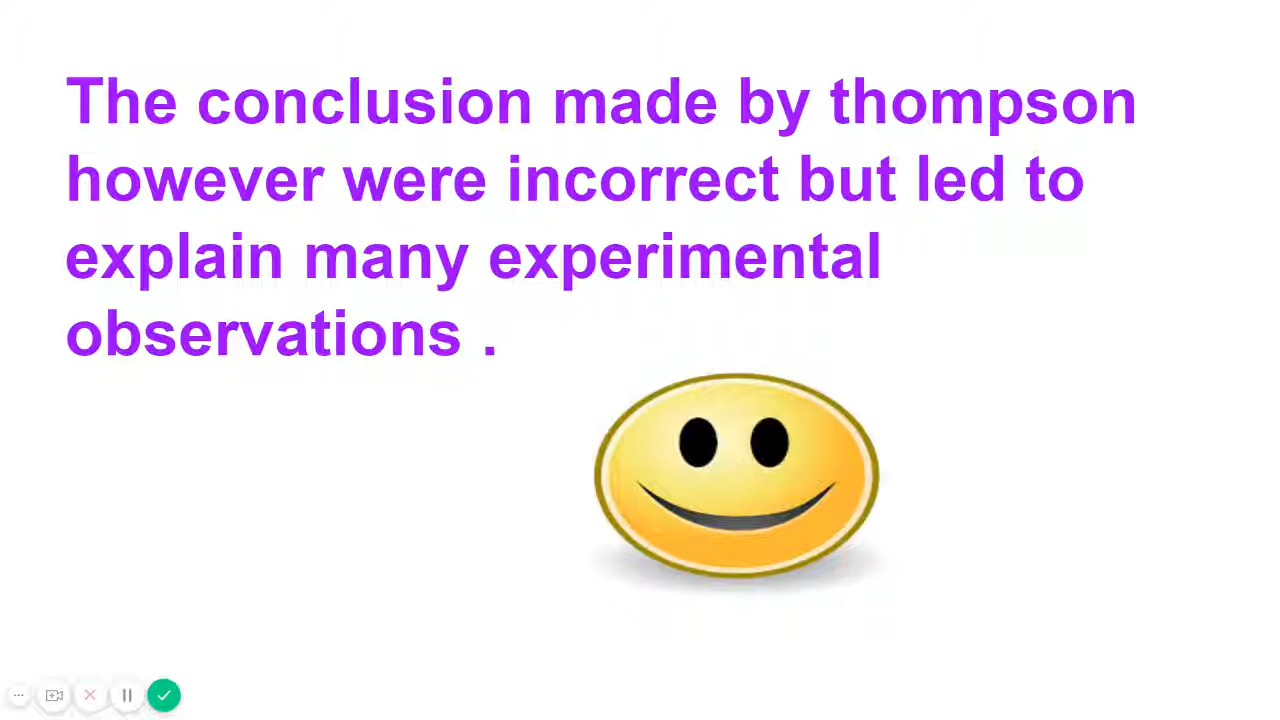 The conclusion made by thompson
however were incorrect but led to
explain many experimental
observations .